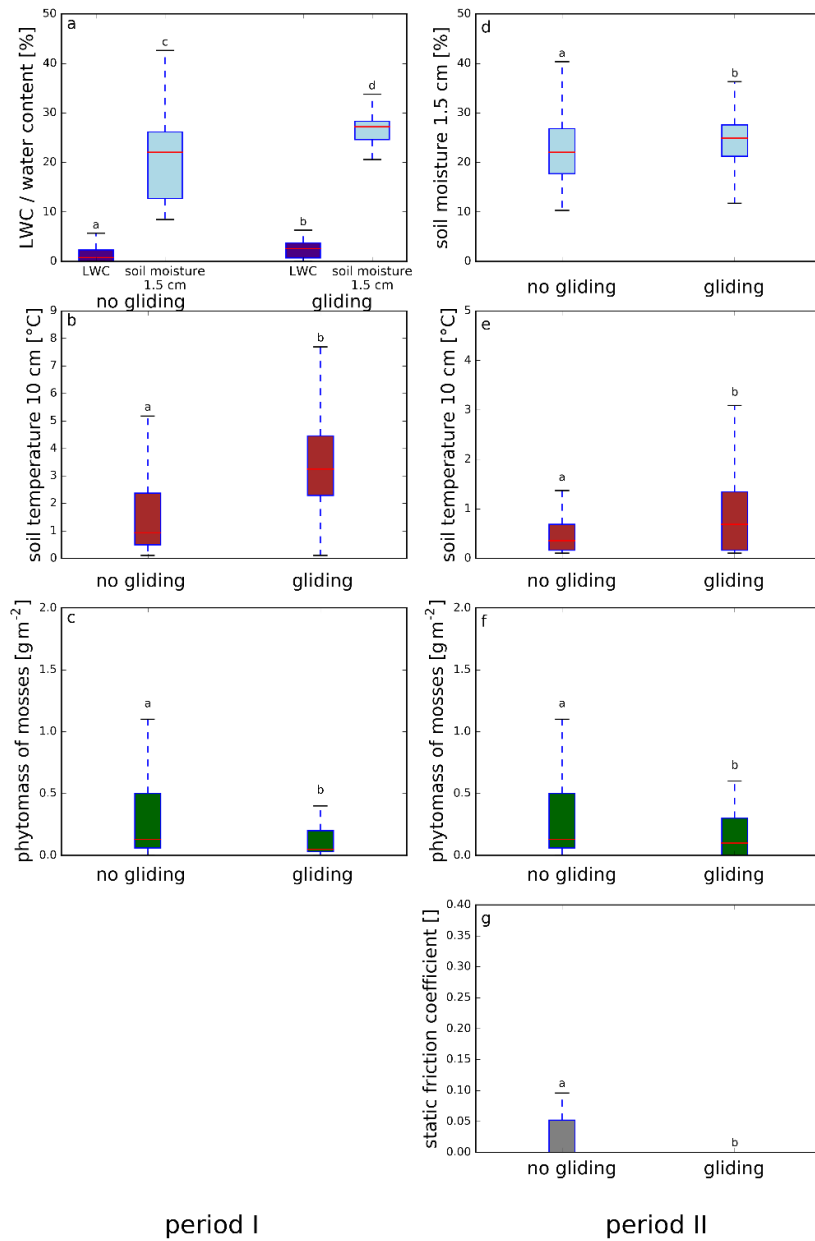 a
LWC / water content [%]
50
40
30
20
10
0
a
c
b
d
LWC
soil moisture
1.5 cm
LWC
soil moisture
1.5 cm
no gliding
gliding
d
soil moisture 1.5 cm [%]
50
40
30
20
10
0
a
b
no gliding
gliding
b
soil temperature 10 cm [°C]
9
8
7
6
5
4
3
2
1
0
a
b
no gliding
gliding
e
soil temperature 10 cm [°C]
5
4
3
2
1
0
a
b
no gliding
gliding
c
phytomass of mosses [gm-2]
2.0
1.5
1.0
0.5
0.0
a
b
no gliding
gliding
f
phytomass of mosses [gm-2]
2.0
1.5
1.0
0.5
0.0
a
b
no gliding
gliding
g
static friction coefficient []
0.40
0.35
0.30
0.25
0.20
0.15
0.10
0.05
0.00
a
b
no gliding
gliding
period I
period II